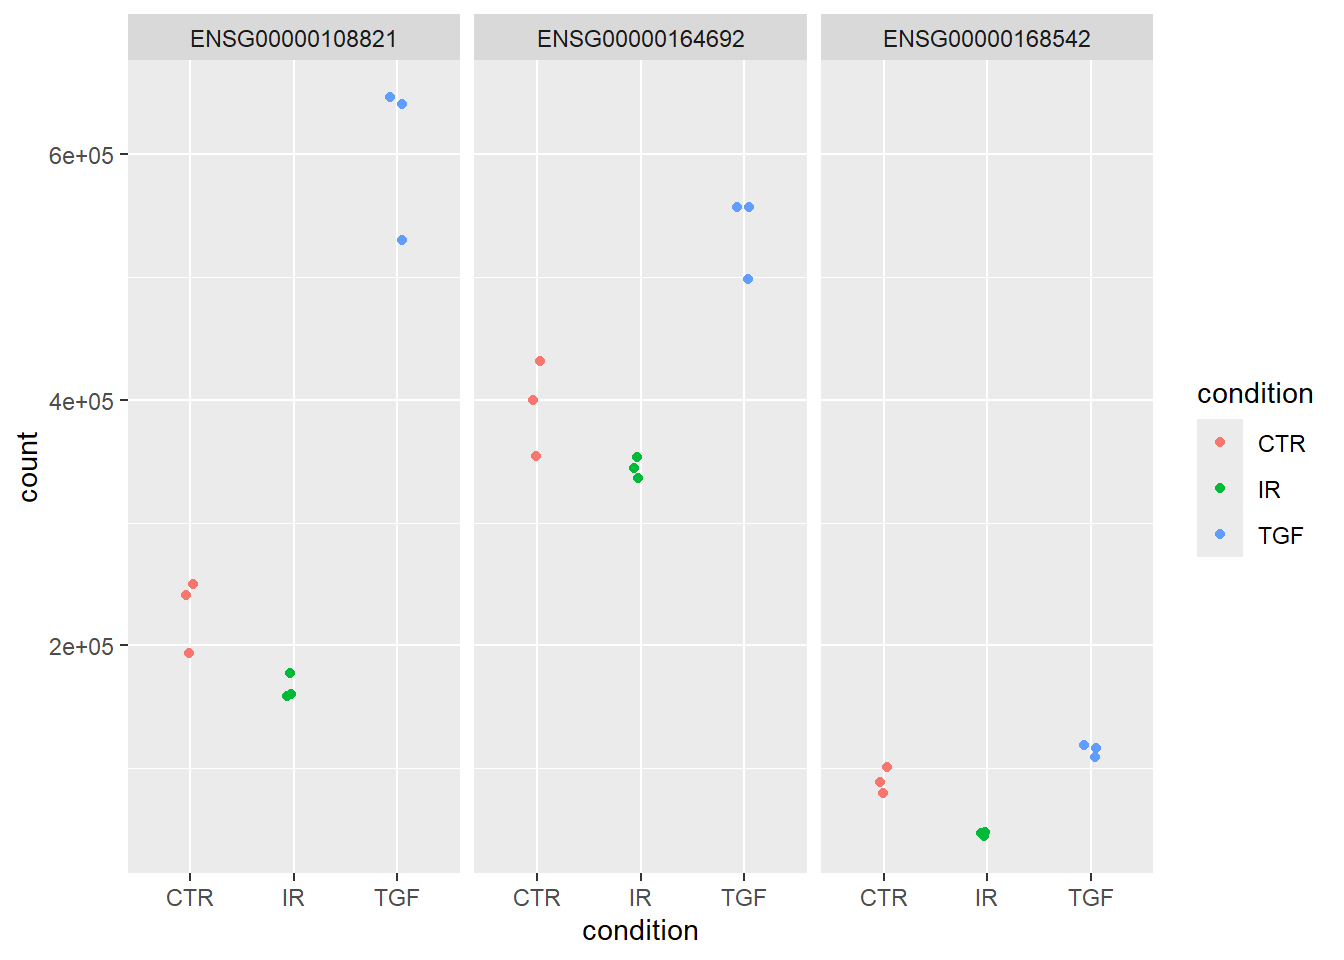 ENSG00000108821 ENSG00000164692 ENSG00000168542
6e+05
4e+05
2e+05
count
CTR IR TGF CTR IR TGF CTR IR TGF
condition
condition
CTR
IR
TGF